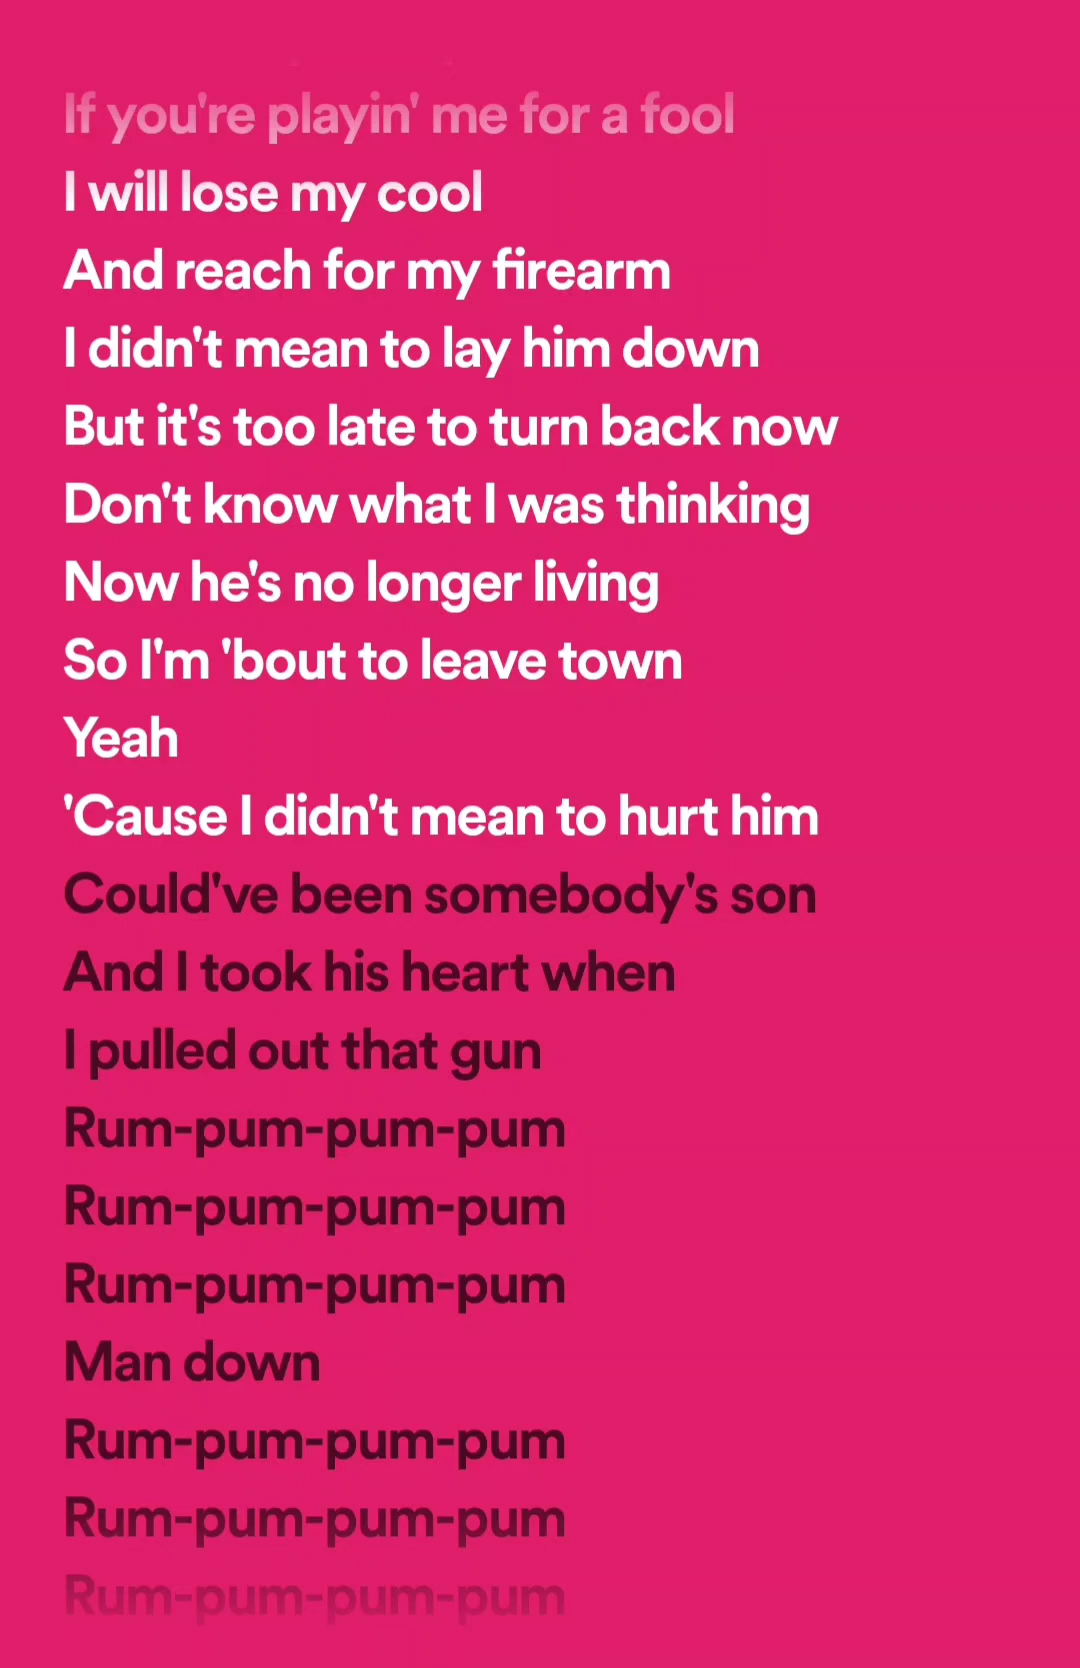 If you're playin' me for a fool
I will lose my cool
And reach for my firearm
I didn't mean to lay him down
But it's too late to turn back now
Don't know what I was thinking
Now he's no longer living
So I'm 'bout to leave town
Yeah
'Cause I didn't mean to hurt him
Could've been somebody's son
And I took his heart when
I pulled out that gun
Rum-pum-pum-pum
Rum-pum-pum-pum
Rum-pum-pum-pum
Man down
Rum-pum-pum-pum
Rum-pum-pum-pum
Rum-pum-pum-pum